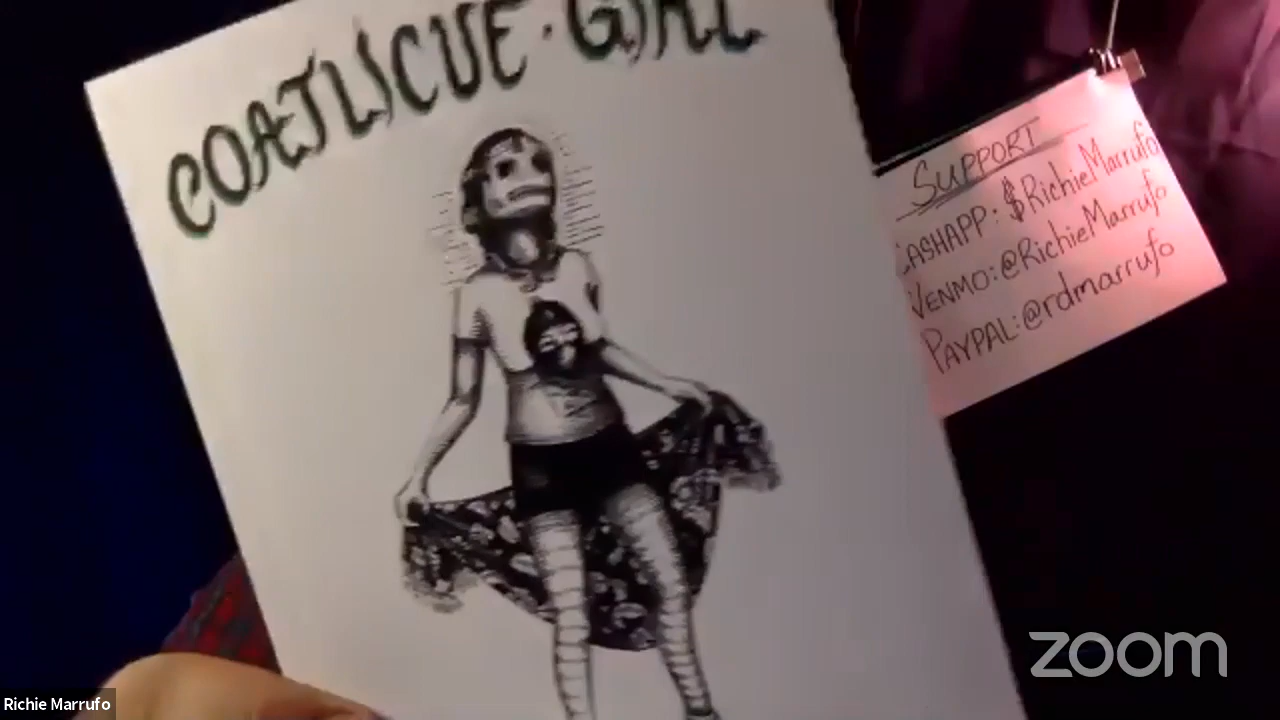 COATLICUE · GIRL
SUPPORT
CASHAPP: $RichieMarrufo
VENMO: @RichieMarrufo
PAYPAL: @rdmarrufo
zoom
Richie Marrufo